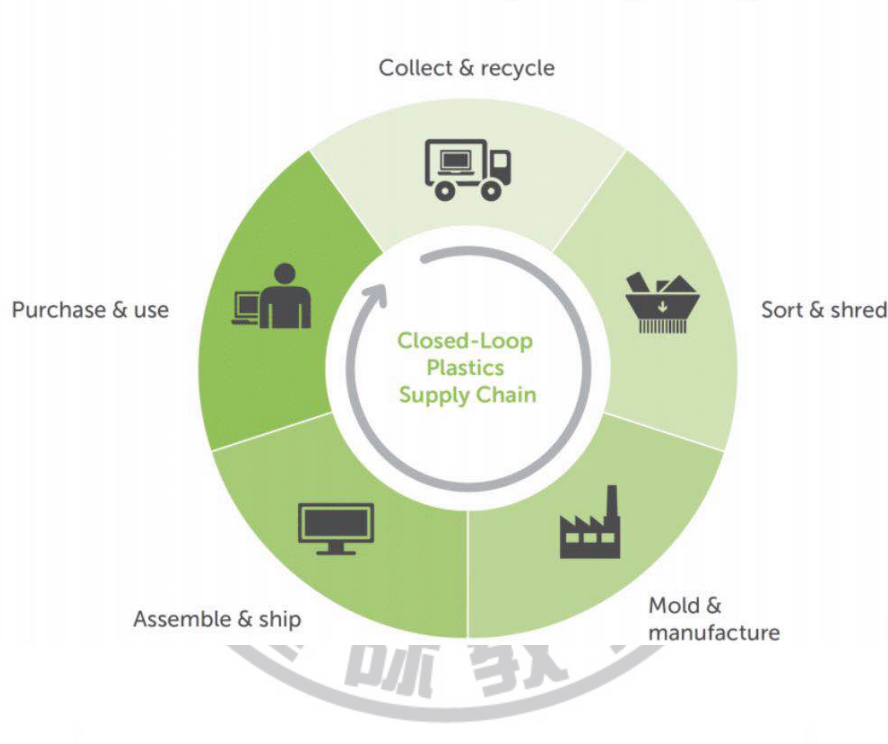 Collect & recycle
Purchase & use
Sort & shred
Closed-Loop
Plastics
Supply Chain
Assemble & ship
Mold &
manufacture